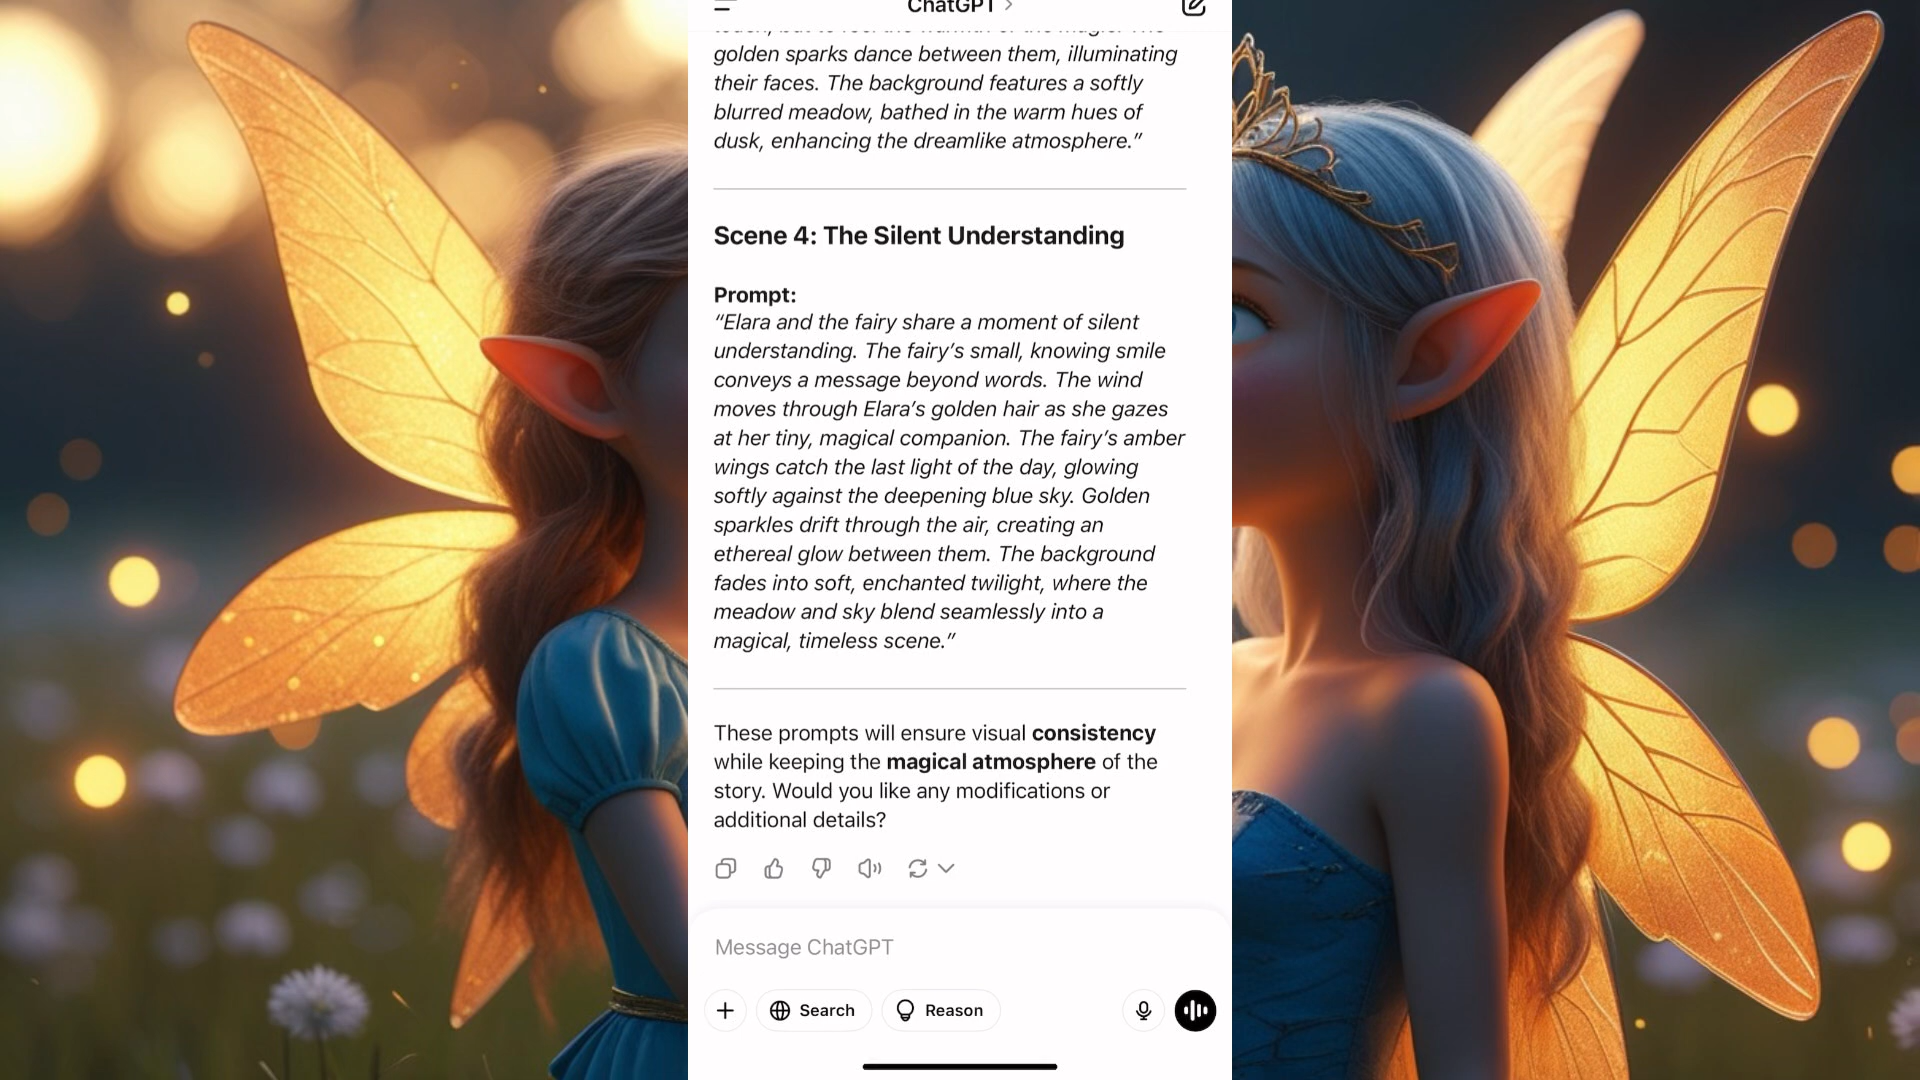 ChatGPT
golden sparks dance between them, illuminating
their faces. The background features a softly
blurred meadow, bathed in the warm hues of
dusk, enhancing the dreamlike atmosphere.”
Scene 4: The Silent Understanding
Prompt:
“Elara and the fairy share a moment of silent
understanding. The fairy’s small, knowing smile
conveys a message beyond words. The wind
moves through Elara’s golden hair as she gazes
at her tiny, magical companion. The fairy’s amber
wings catch the last light of the day, glowing
softly against the deepening blue sky. Golden
sparkles drift through the air, creating an
ethereal glow between them. The background
fades into soft, enchanted twilight, where the
meadow and sky blend seamlessly into a
magical, timeless scene.”
These prompts will ensure visual consistency
while keeping the magical atmosphere of the
story. Would you like any modifications or
additional details?
Message ChatGPT
Search
Reason